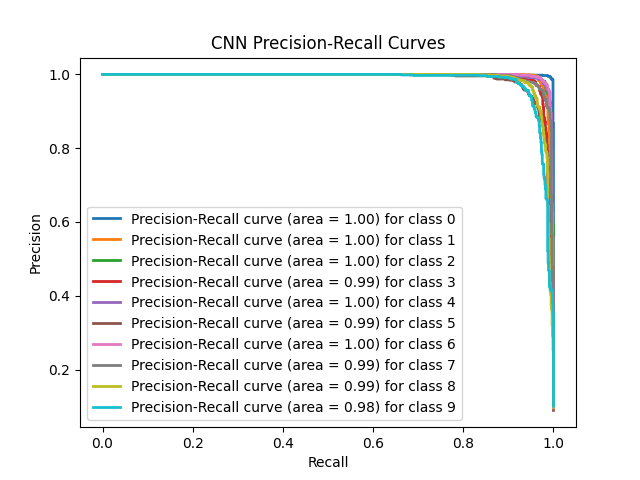 CNN Precision-Recall Curves
1.0
0.8
0.6
0.4
0.2
Precision
Precision-Recall curve (area = 1.00) for class 0
Precision-Recall curve (area = 1.00) for class 1
Precision-Recall curve (area = 1.00) for class 2
Precision-Recall curve (area = 0.99) for class 3
Precision-Recall curve (area = 1.00) for class 4
Precision-Recall curve (area = 0.99) for class 5
Precision-Recall curve (area = 1.00) for class 6
Precision-Recall curve (area = 0.99) for class 7
Precision-Recall curve (area = 0.99) for class 8
Precision-Recall curve (area = 0.98) for class 9
0.0 0.2 0.4 0.6 0.8 1.0
Recall